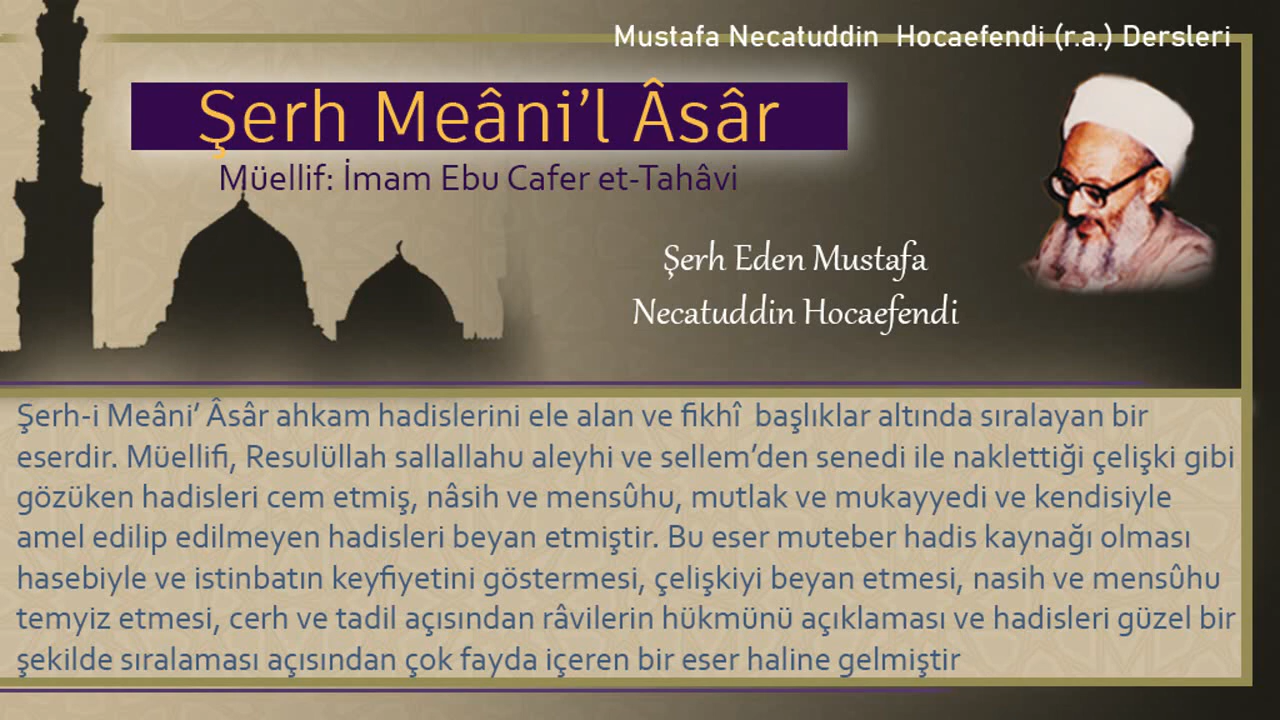 Mustafa Necatuddin Hocaefendi (r.a.) Dersleri
Şerh Meâni’l Âsâr
Müellif: İmam Ebu Cafer et-Tahâvi
Şerh Eden Mustafa
Necatuddin Hocaefendi
Şerh-i Meâni’ Âsâr ahkam hadislerini ele alan ve fikhî başlıklar altında sıralayan bir
eserdir. Müellifi, Resulüllah sallallahu aleyhi ve sellem’den senedi ile naklettiği çelişki gibi
gözüken hadisleri cem etmiş, nâsih ve mensûhu, mutlak ve mukayyedi ve kendisiyle
amel edilip edilmeyen hadisleri beyan etmiştir. Bu eser muteber hadis kaynağı olması
hasebiyle ve istinbatın keyfiyetini göstermesi, çelişkiyi beyan etmesi, nasih ve mensûhu
temyiz etmesi, cerh ve tadil açısından râvilerin hükmünü açıklaması ve hadisleri güzel bir
şekilde sıralaması açısından çok fayda içeren bir eser haline gelmiştir